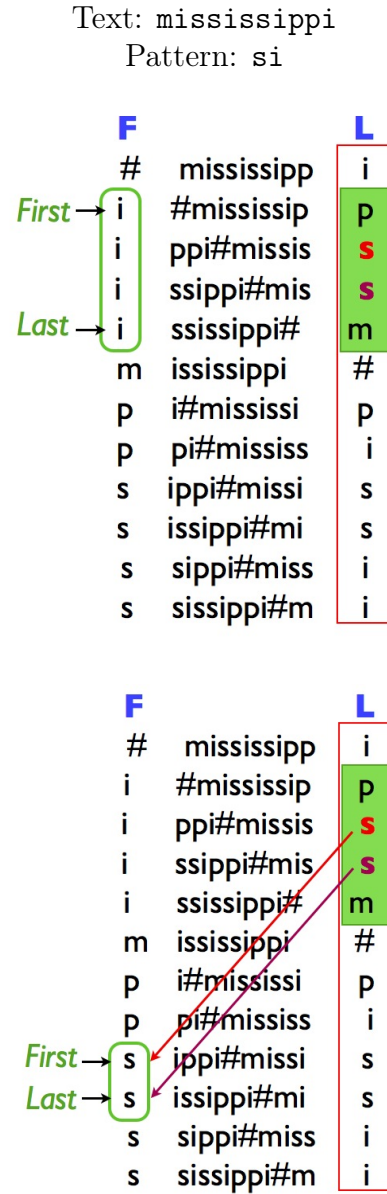 Text: mississippi
Pattern: si
F L
# mississipp i
First → i #mississip p
i ppi#missis s
i ssippi#mis s
Last → i ssissippi# m
m ississippi #
p i#mississi p
p pi#mississ i
s ippi#missi s
s issippi#mi s
s sippi#miss i
s sissippi#m i
F L
# mississipp i
i #mississip p
i ppi#missis s
i ssippi#mis s
i ssissippi# m
m ississippi #
p i#mississi p
p pi#mississ i
First → s ippi#missi s
Last → s issippi#mi s
s sippi#miss i
s sissippi#m i